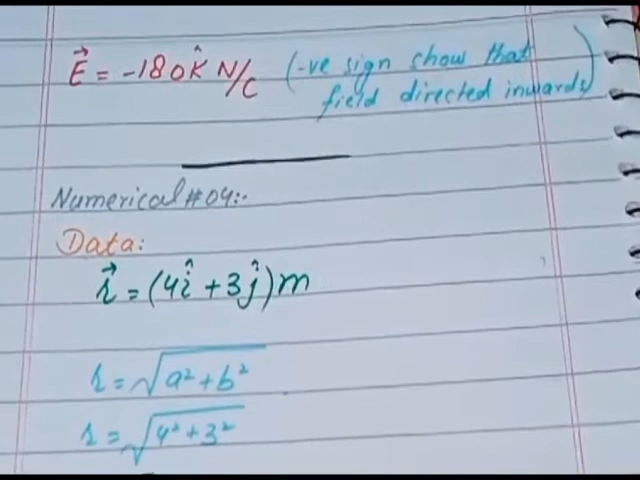 E⃗ = -180k̂ N/C (-ve sign show that
field directed inwards)
Numerical#04:-
Data:
r⃗ = (4î + 3ĵ)m
r = √a² + b²
r = √4² + 3²